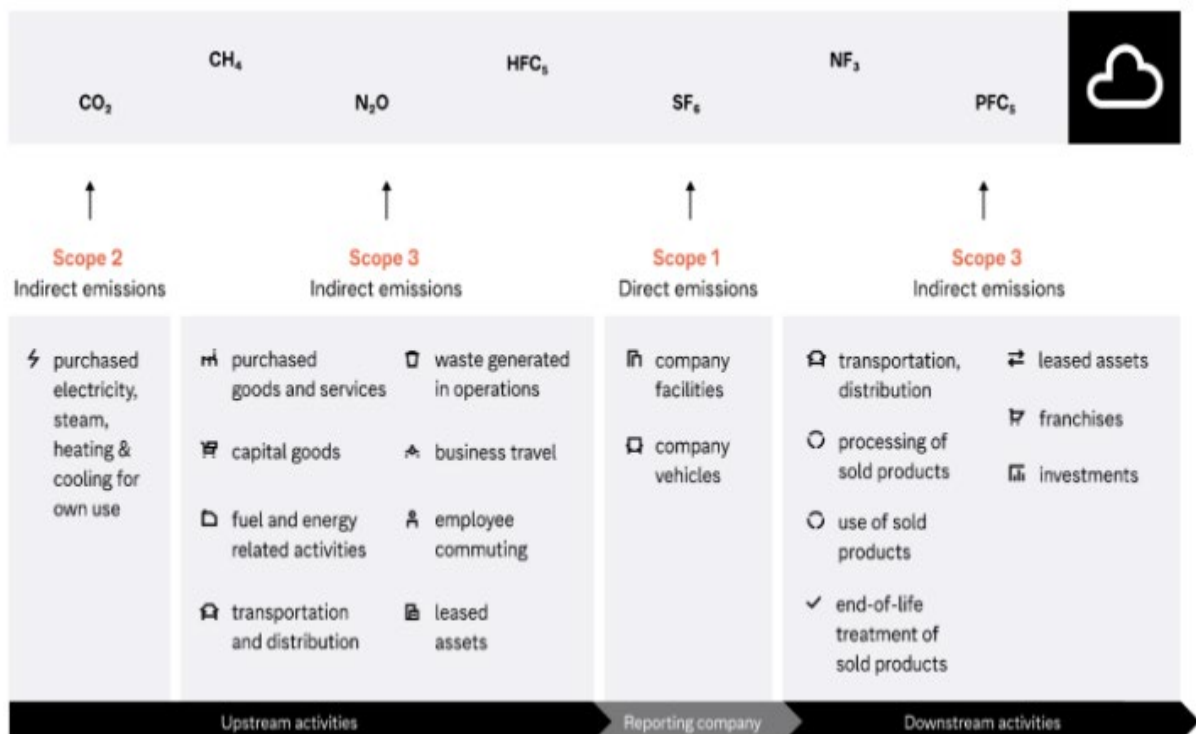 CH₄
HFC₅
NF₃
CO₂
N₂O
SF₆
PFC₅
Scope 2
Indirect emissions
Scope 3
Indirect emissions
Scope 1
Direct emissions
Scope 3
Indirect emissions
purchased
electricity,
steam,
heating &
cooling for
own use
purchased
goods and services
capital goods
fuel and energy
related activities
transportation
and distribution
waste generated
in operations
business travel
employee
commuting
leased
assets
company
facilities
company
vehicles
transportation,
distribution
processing of
sold products
use of sold
products
end-of-life
treatment of
sold products
leased assets
franchises
investments
Upstream activities
Reporting company
Downstream activities